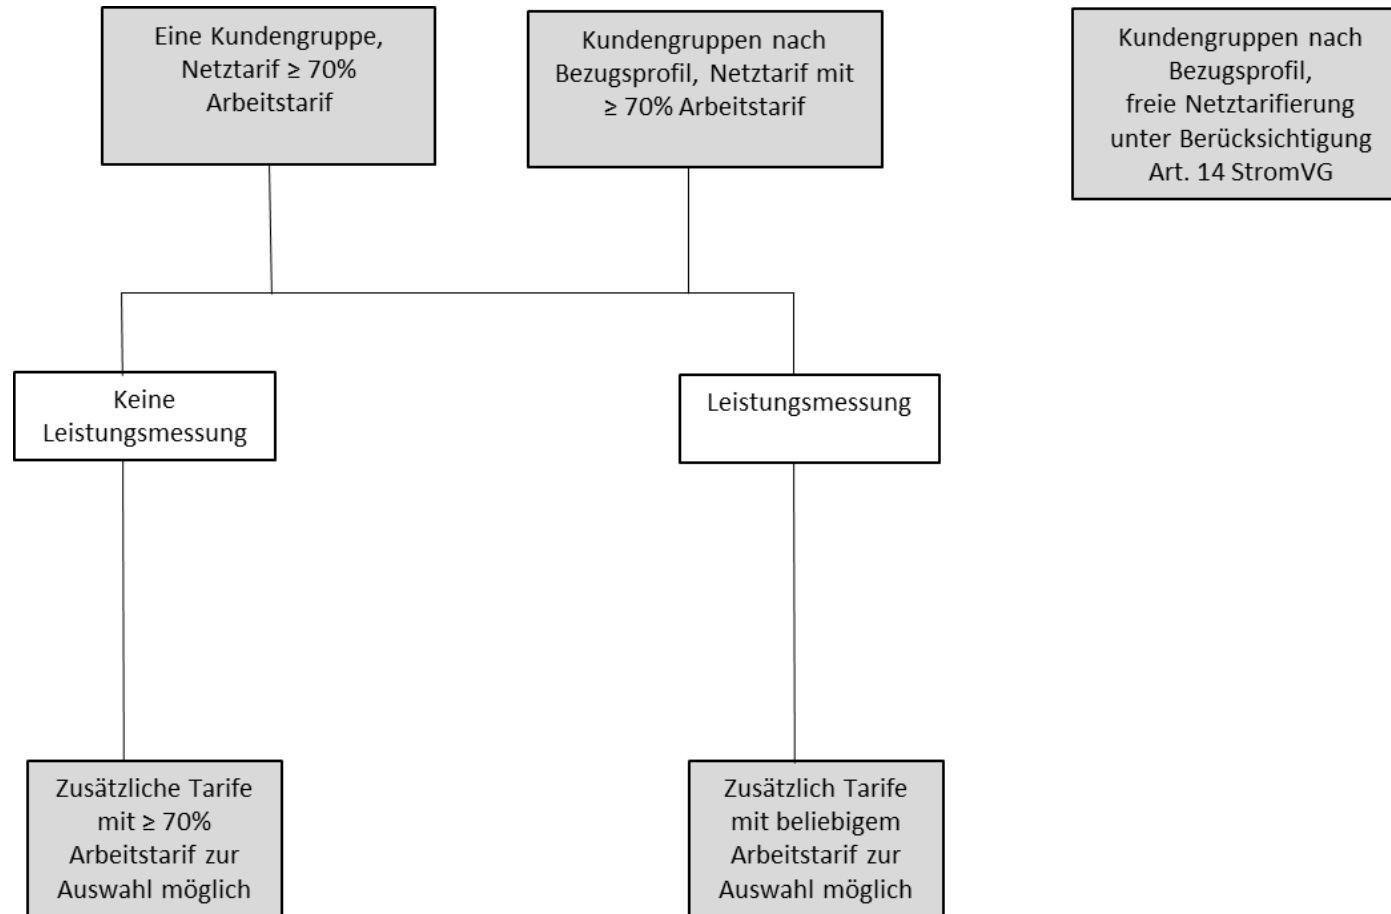 Eine Kundengruppe,
Netztarif ≥ 70%
Arbeitstarif
Kundengruppen nach
Bezugsprofil, Netztarif mit
≥ 70% Arbeitstarif
Kundengruppen nach
Bezugsprofil,
freie Netztarifierung
unter Berücksichtigung
Art. 14 StromVG
Keine
Leistungsmessung
Leistungsmessung
Zusätzliche Tarife
mit ≥ 70%
Arbeitstarif zur
Auswahl möglich
Zusätzlich Tarife
mit beliebigem
Arbeitstarif zur
Auswahl möglich